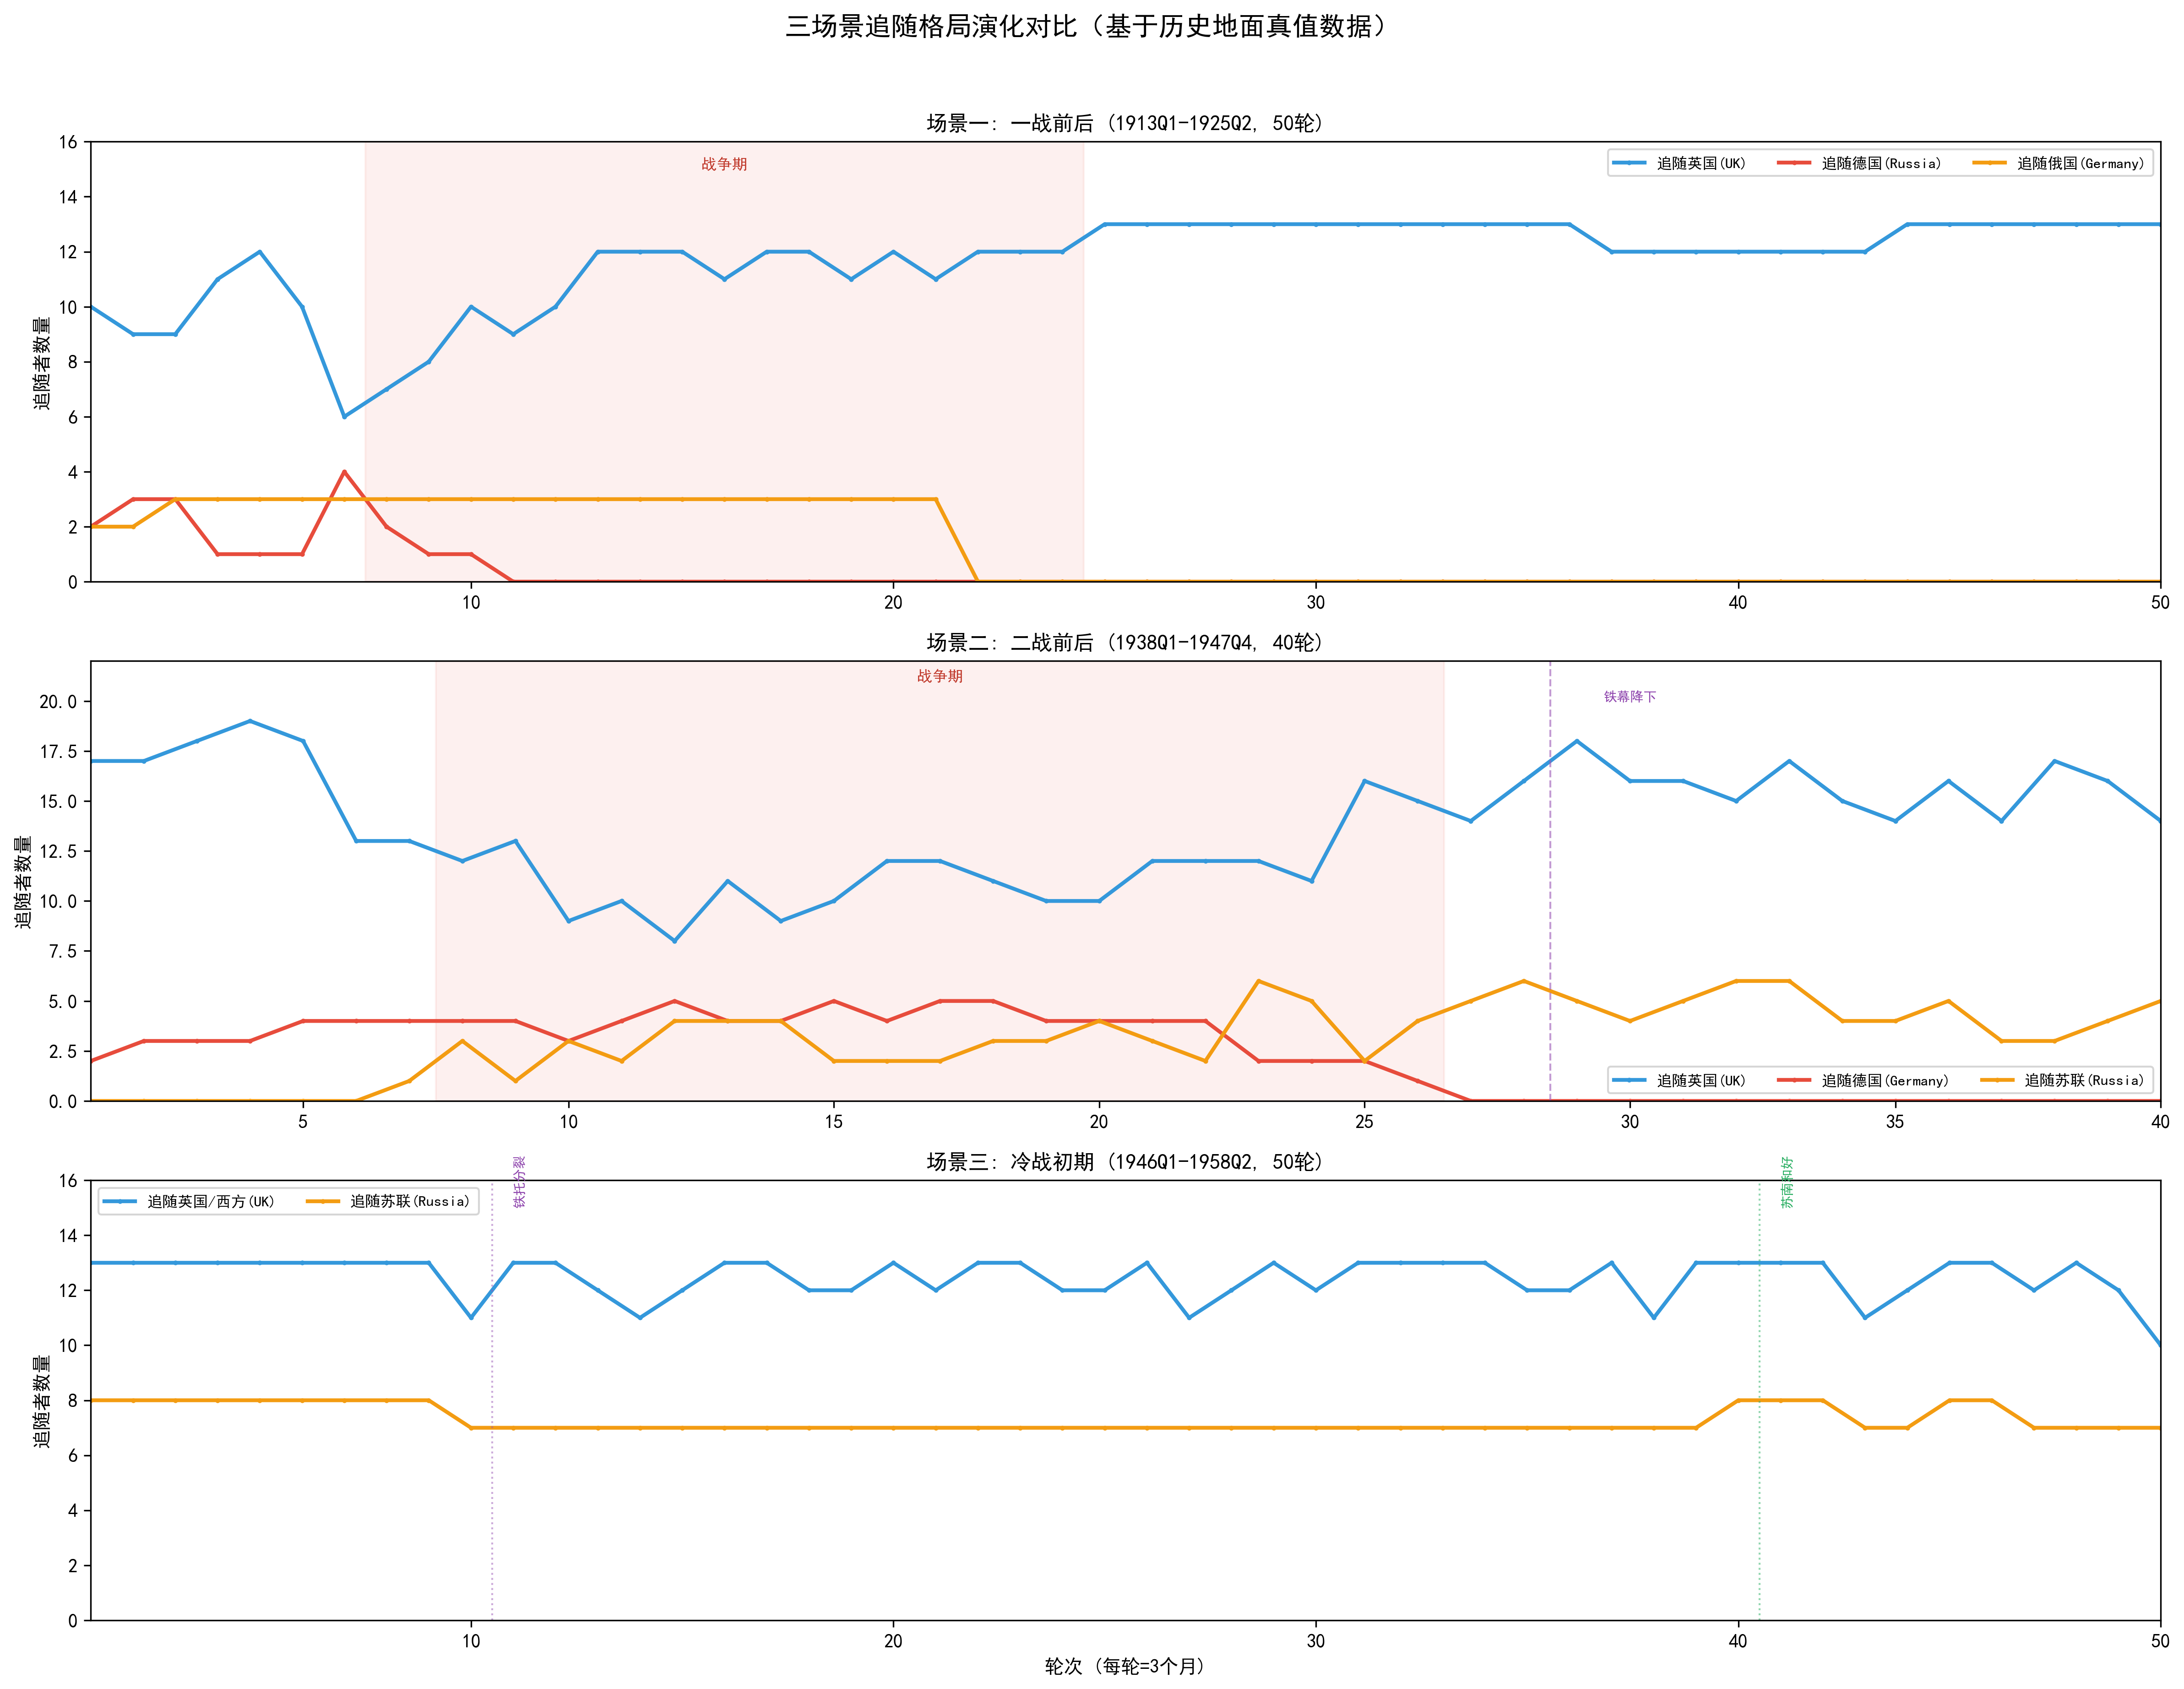 三场景追随格局演化对比（基于历史地面真值数据）
场景一: 一战前后 (1913Q1-1925Q2, 50轮)
追随者数量
16
14
12
10
8
6
4
2
0
战争期
追随英国(UK) 追随德国(Russia) 追随俄国(Germany)
10 20 30 40 50
场景二: 二战前后 (1938Q1-1947Q4, 40轮)
追随者数量
20.0
17.5
15.0
12.5
10.0
7.5
5.0
2.5
0.0
战争期
铁幕降下
追随英国(UK) 追随德国(Germany) 追随苏联(Russia)
5 10 15 20 25 30 35 40
场景三: 冷战初期 (1946Q1-1958Q2, 50轮)
追随者数量
16
14
12
10
8
6
4
2
0
追随英国/西方(UK) 追随苏联(Russia)
铁托分裂
苏南和好
10 20 30 40 50
轮次 (每轮=3个月)